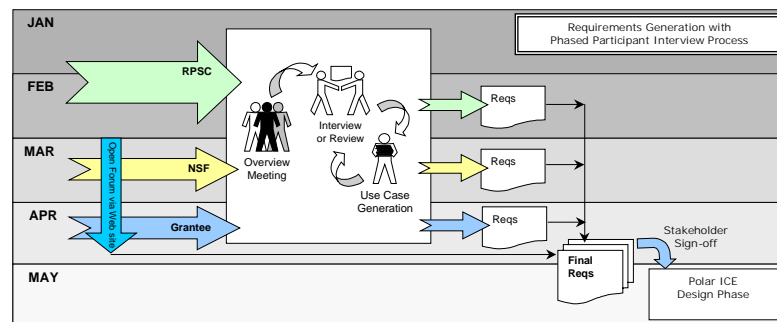 JAN
Requirements Generation with
Phased Participant Interview Process
RPSC
FEB
Reqs
Interview
or Review
Overview
Meeting
MAR
Open Forum via Web site
NSF
Reqs
Use Case
Generation
APR
Grantee
Reqs
Stakeholder
Sign-off
Final
Reqs
MAY
Polar ICE
Design Phase